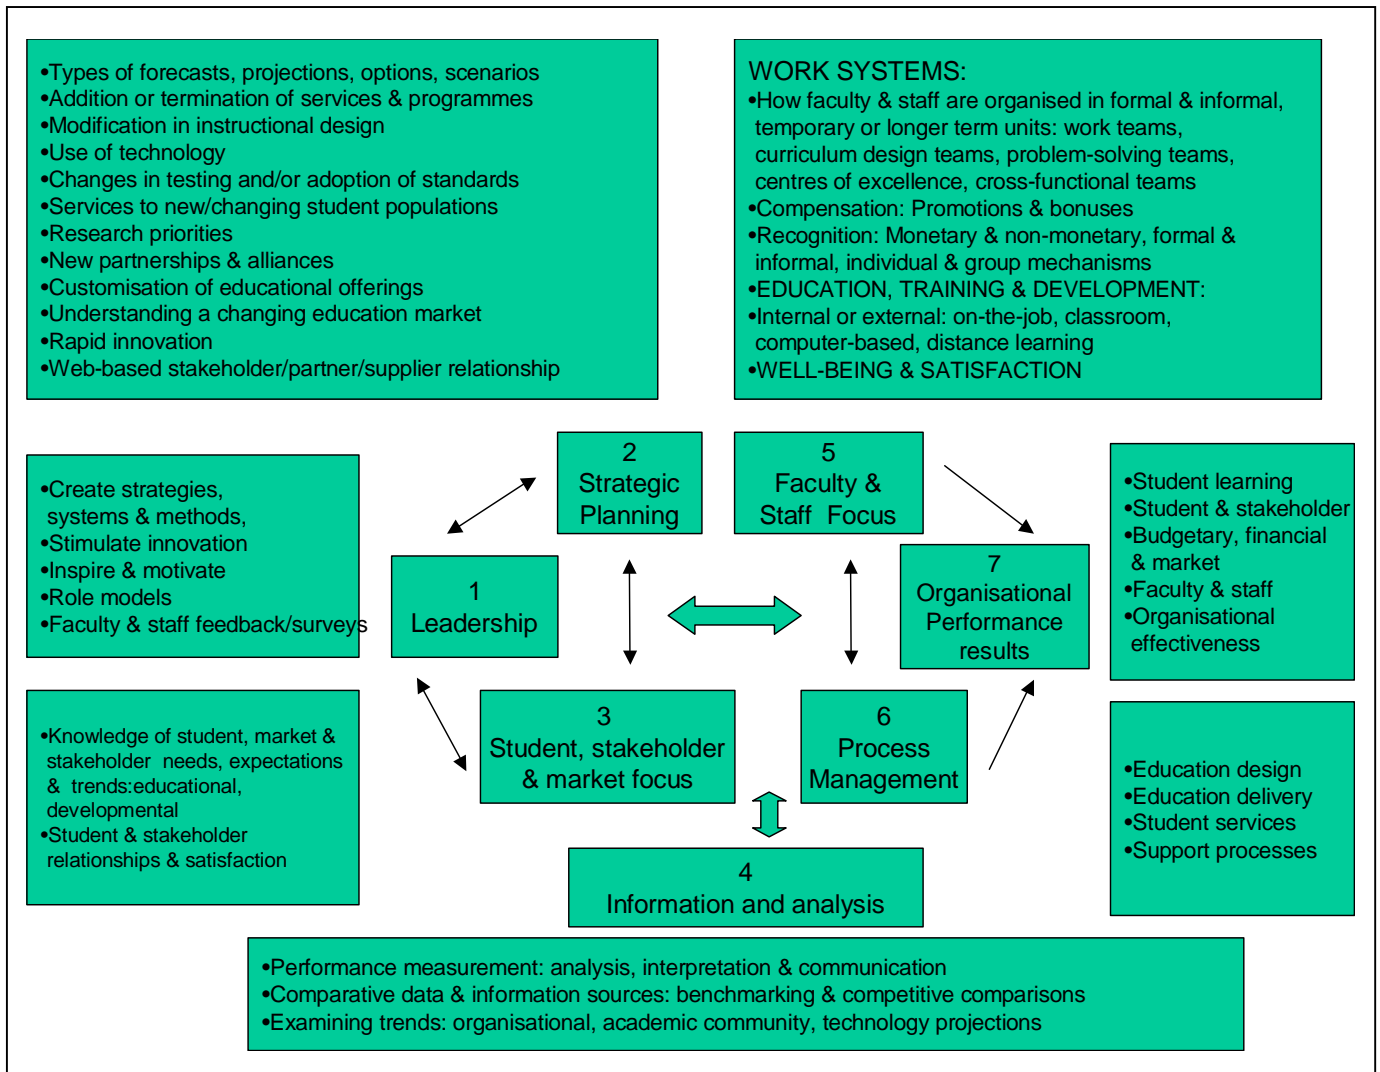 •Types of forecasts, projections, options, scenarios
•Addition or termination of services & programmes
•Modification in instructional design
•Use of technology
•Changes in testing and/or adoption of standards
•Services to new/changing student populations
•Research priorities
•New partnerships & alliances
•Customisation of educational offerings
•Understanding a changing education market
•Rapid innovation
•Web-based stakeholder/partner/supplier relationship
WORK SYSTEMS:
•How faculty & staff are organised in formal & informal,
temporary or longer term units: work teams,
curriculum design teams, problem-solving teams,
centres of excellence, cross-functional teams
•Compensation: Promotions & bonuses
•Recognition: Monetary & non-monetary, formal &
informal, individual & group mechanisms
•EDUCATION, TRAINING & DEVELOPMENT:
•Internal or external: on-the-job, classroom,
computer-based, distance learning
•WELL-BEING & SATISFACTION
2
Strategic
Planning
5
Faculty &
Staff Focus
•Create strategies,
systems & methods,
•Stimulate innovation
•Inspire & motivate
•Role models
•Faculty & staff feedback/surveys
1
Leadership
7
Organisational
Performance
results
•Student learning
•Student & stakeholder
•Budgetary, financial
& market
•Faculty & staff
•Organisational
effectiveness
•Knowledge of student, market &
stakeholder needs, expectations
& trends:educational,
developmental
•Student & stakeholder
relationships & satisfaction
3
Student, stakeholder
& market focus
6
Process
Management
•Education design
•Education delivery
•Student services
•Support processes
4
Information and analysis
•Performance measurement: analysis, interpretation & communication
•Comparative data & information sources: benchmarking & competitive comparisons
•Examining trends: organisational, academic community, technology projections